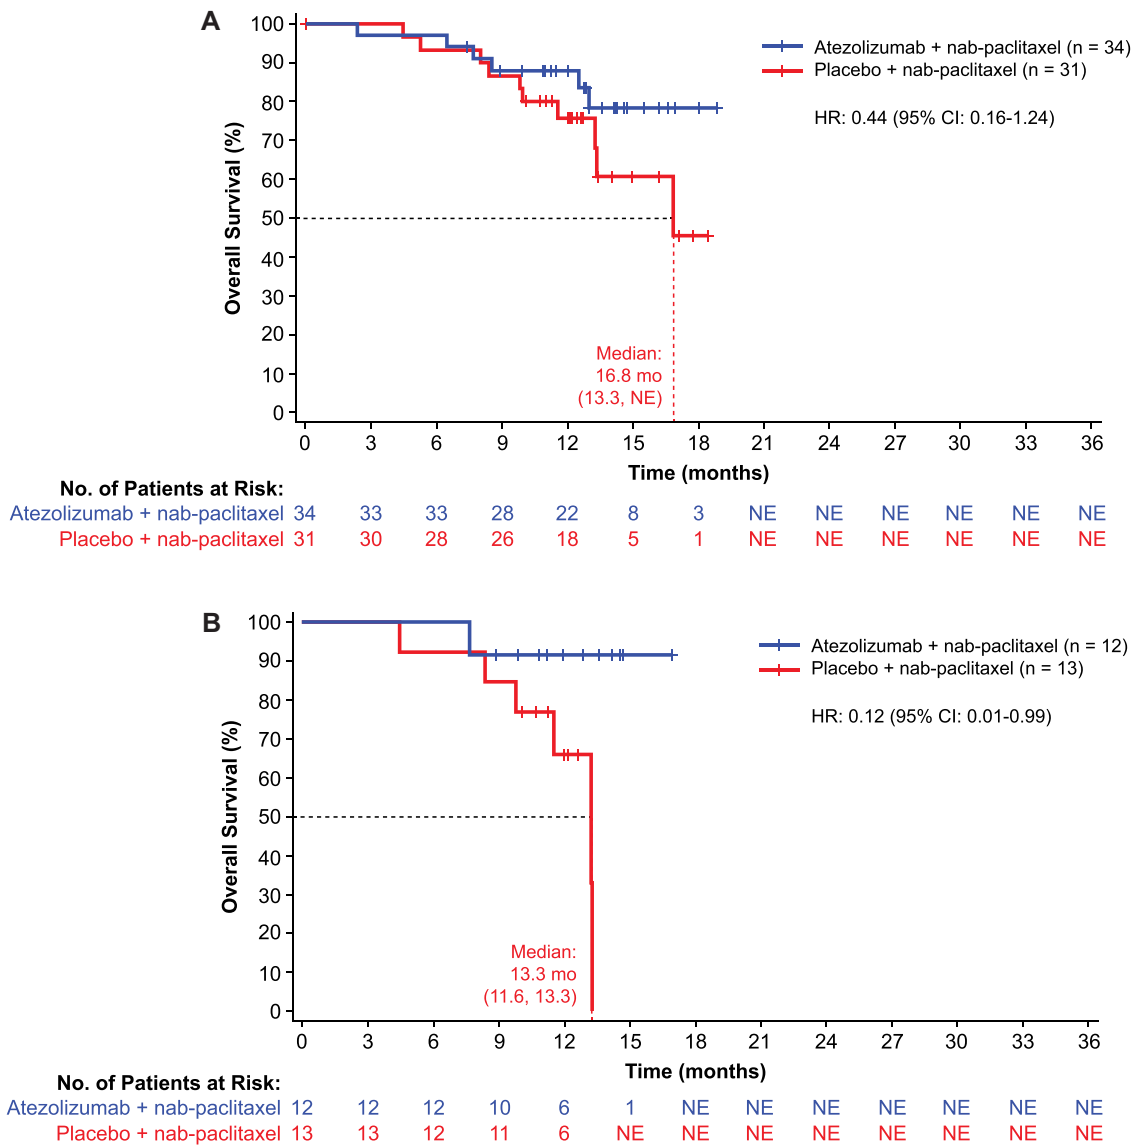 A
100
90
80
70
60
50
40
30
20
10
0
Overall Survival (%)
Atezolizumab + nab-paclitaxel (n = 34)
Placebo + nab-paclitaxel (n = 31)
HR: 0.44 (95% CI: 0.16-1.24)
Median:
16.8 mo
(13.3, NE)
0 3 6 9 12 15 18 21 24 27 30 33 36
Time (months)
No. of Patients at Risk:
Atezolizumab + nab-paclitaxel 34 33 33 28 22 8 3 NE NE NE NE NE NE
Placebo + nab-paclitaxel 31 30 28 26 18 5 1 NE NE NE NE NE NE
B
100
90
80
70
60
50
40
30
20
10
0
Overall Survival (%)
Atezolizumab + nab-paclitaxel (n = 12)
Placebo + nab-paclitaxel (n = 13)
HR: 0.12 (95% CI: 0.01-0.99)
Median:
13.3 mo
(11.6, 13.3)
0 3 6 9 12 15 18 21 24 27 30 33 36
Time (months)
No. of Patients at Risk:
Atezolizumab + nab-paclitaxel 12 12 12 10 6 1 NE NE NE NE NE NE NE
Placebo + nab-paclitaxel 13 13 12 11 6 NE NE NE NE NE NE NE NE